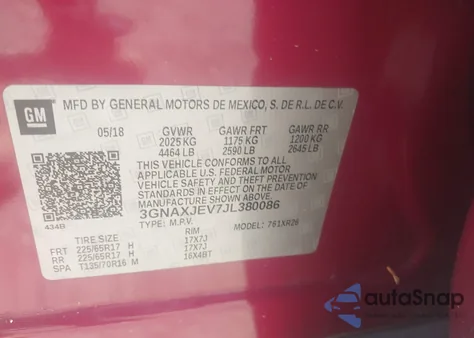 GM
MFD BY GENERAL MOTORS DE MEXICO, S. DE R.L. DE C.V.
05/18 GVWR GAWR FRT GAWR RR
2025 KG 1175 KG 1200 KG
4464 LB 2590 LB 2645 LB
THIS VEHICLE CONFORMS TO ALL
APPLICABLE U.S. FEDERAL MOTOR
VEHICLE SAFETY AND THEFT PREVENTION
STANDARDS IN EFFECT ON THE DATE OF
MANUFACTURE SHOWN ABOVE.
3GNAXJEV7JL380086
434B TYPE: M.P.V. MODEL: 761XR26
TIRE SIZE RIM
FRT 225/65R17 H 17X7J
RR 225/65R17 H 17X7J
SPA T135/70R16 M 16X4BT
autoSnap